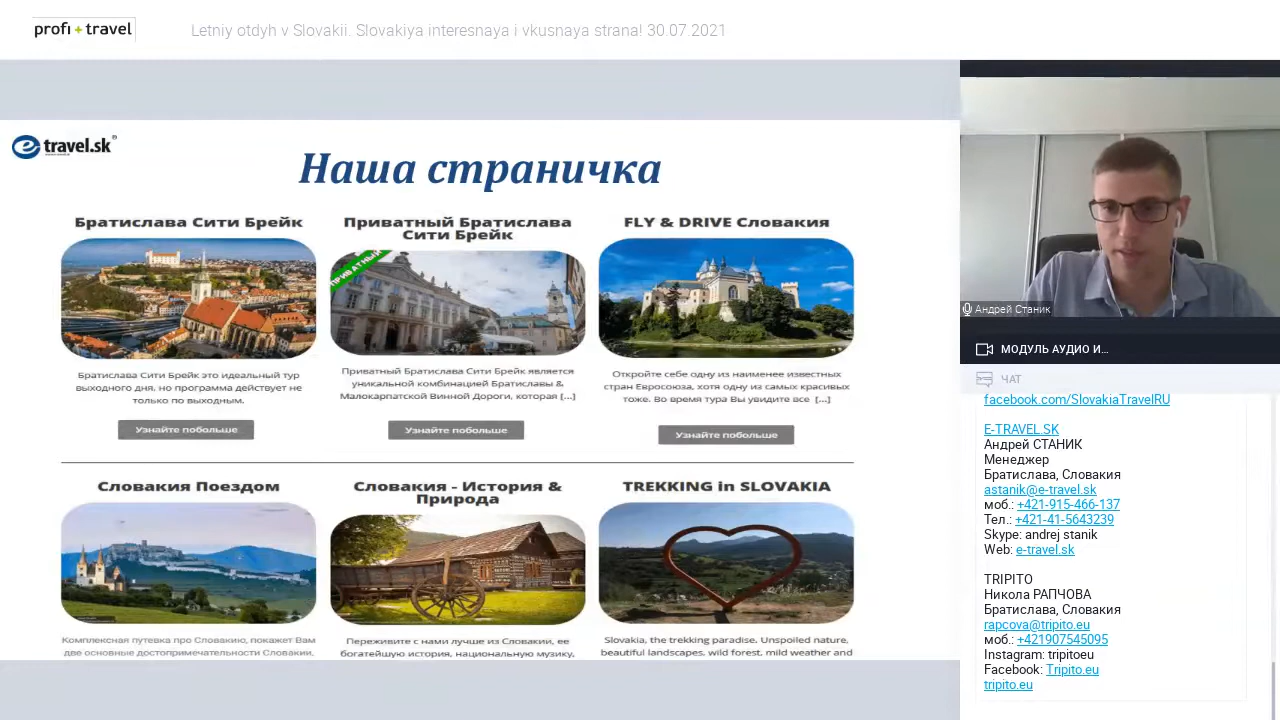 profi + travel
Letniy otdyh v Slovakii. Slovakiya interesnaya i vkusnaya strana! 30.07.2021
e travel.sk®
Наша страничка
Братислава Сити Брейк
Братислава Сити Брейк это идеальный тур
выходного дня, но программа действует не
только по выходным.
Узнайте побольше
Приватный Братислава
Сити Брейк
ПРИВАТНЫЙ
Приватный Братислава Сити Брейк является
уникальной комбинацией Братиславы &
Малокарпатской Винной Дороги, которая [...]
Узнайте побольше
FLY & DRIVE Словакия
Откройте себе одну из наименее известных
стран Евросоюза, хотя одну из самых красивых
тоже. Во время тура Вы увидите все [...]
Узнайте побольше
Словакия Поездом
Комплексная путевка про Словакию, покажет Вам
две основные достопримечательности Словакии.
Словакия - История &
Природа
Переживите с нами лучше из Словакии, ее
богатейшую история, национальную музыку,
TREKKING in SLOVAKIA
Slovakia, the trekking paradise. Unspoiled nature,
beautiful landscapes, wild forest, mild weather and
Андрей Станик
МОДУЛЬ АУДИО И...
ЧАТ
facebook.com/SlovakiaTravelRU
E-TRAVEL.SK
Андрей СТАНИК
Менеджер
Братислава, Словакия
astanik@e-travel.sk
моб.: +421-915-466-137
Тел.: +421-41-5643239
Skype: andrej stanik
Web: e-travel.sk
TRIPITO
Никола РАПЧОВА
Братислава, Словакия
rapcova@tripito.eu
моб.: +421907545095
Instagram: tripitoeu
Facebook: Tripito.eu
tripito.eu